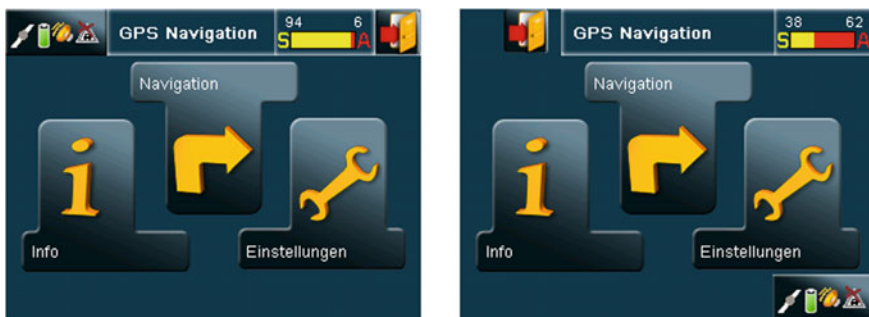 GPS Navigation
94 6
S A
Navigation
Info
Einstellungen
GPS Navigation
38 62
S A
Navigation
Info
Einstellungen